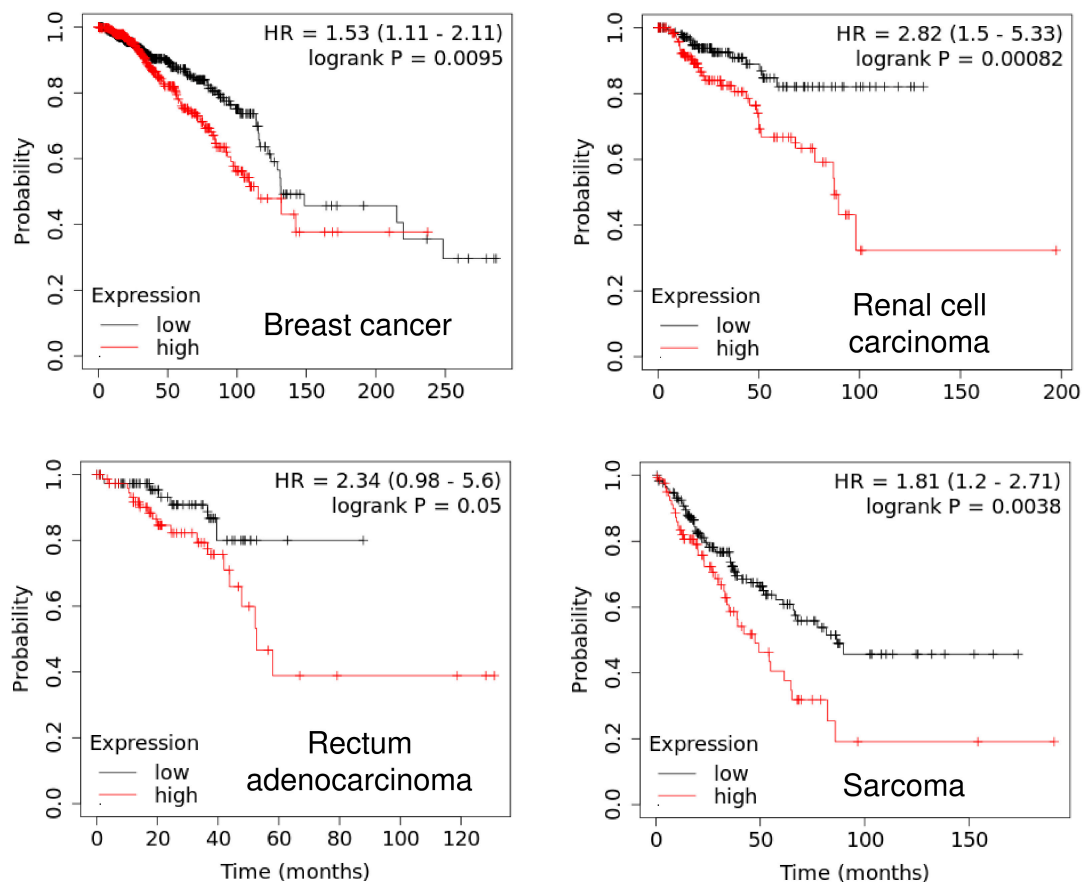 HR = 1.53 (1.11 - 2.11)
logrank P = 0.0095
Probability
1.0
0.8
0.6
0.4
0.2
0.0
Expression
low
high
Breast cancer
0 50 100 150 200 250
HR = 2.82 (1.5 - 5.33)
logrank P = 0.00082
Probability
1.0
0.8
0.6
0.4
0.2
0.0
Expression
low
high
Renal cell
carcinoma
0 50 100 150 200
HR = 2.34 (0.98 - 5.6)
logrank P = 0.05
Probability
1.0
0.8
0.6
0.4
0.2
0.0
Expression
low
high
Rectum
adenocarcinoma
0 20 40 60 80 100 120
Time (months)
HR = 1.81 (1.2 - 2.71)
logrank P = 0.0038
Probability
1.0
0.8
0.6
0.4
0.2
0.0
Expression
low
high
Sarcoma
0 50 100 150
Time (months)